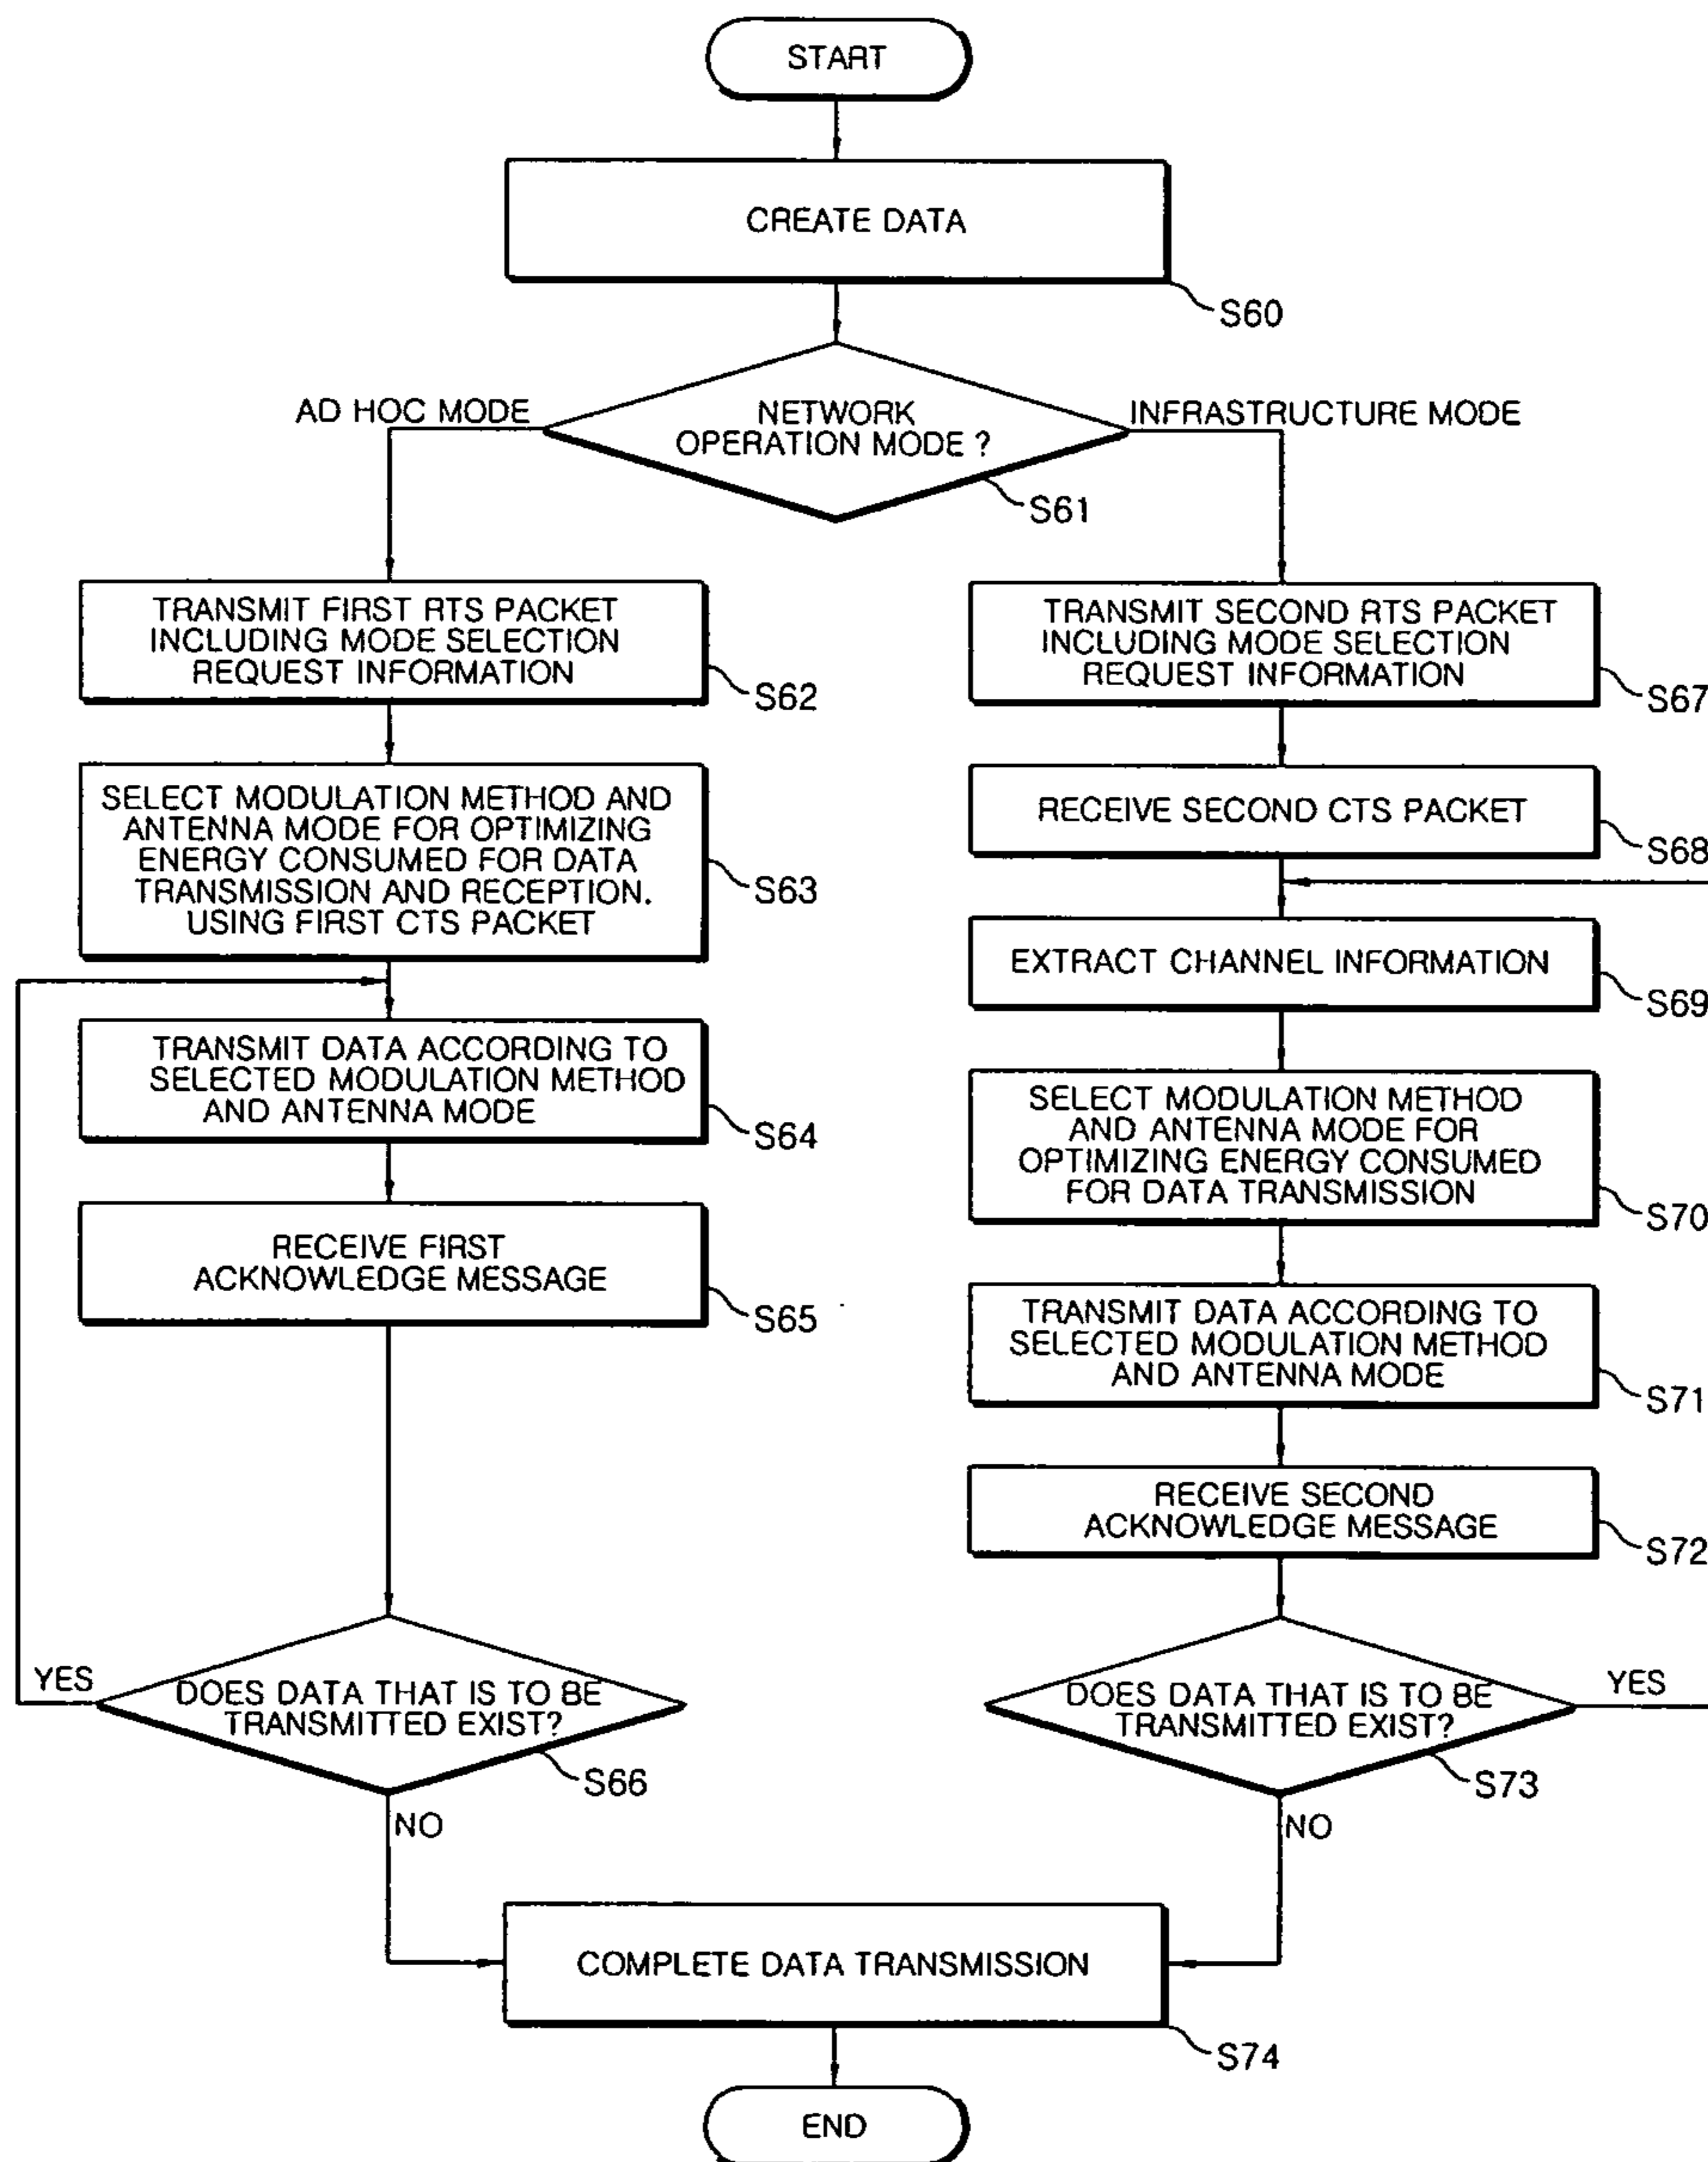 START
CREATE DATA
S60
NETWORK
OPERATION MODE ?
S61
AD HOC MODE
INFRASTRUCTURE MODE
TRANSMIT FIRST RTS PACKET
INCLUDING MODE SELECTION
REQUEST INFORMATION
S62
SELECT MODULATION METHOD AND
ANTENNA MODE FOR OPTIMIZING
ENERGY CONSUMED FOR DATA
TRANSMISSION AND RECEPTION.
USING FIRST CTS PACKET
S63
TRANSMIT DATA ACCORDING TO
SELECTED MODULATION METHOD
AND ANTENNA MODE
S64
RECEIVE FIRST
ACKNOWLEDGE MESSAGE
S65
YES
DOES DATA THAT IS TO BE
TRANSMITTED EXIST?
S66
NO
TRANSMIT SECOND RTS PACKET
INCLUDING MODE SELECTION
REQUEST INFORMATION
S67
RECEIVE SECOND CTS PACKET
S68
EXTRACT CHANNEL INFORMATION
S69
SELECT MODULATION METHOD
AND ANTENNA MODE FOR
OPTIMIZING ENERGY CONSUMED
FOR DATA TRANSMISSION
S70
TRANSMIT DATA ACCORDING TO
SELECTED MODULATION METHOD
AND ANTENNA MODE
S71
RECEIVE SECOND
ACKNOWLEDGE MESSAGE
S72
DOES DATA THAT IS TO BE
TRANSMITTED EXIST?
YES
S73
NO
COMPLETE DATA TRANSMISSION
S74
END